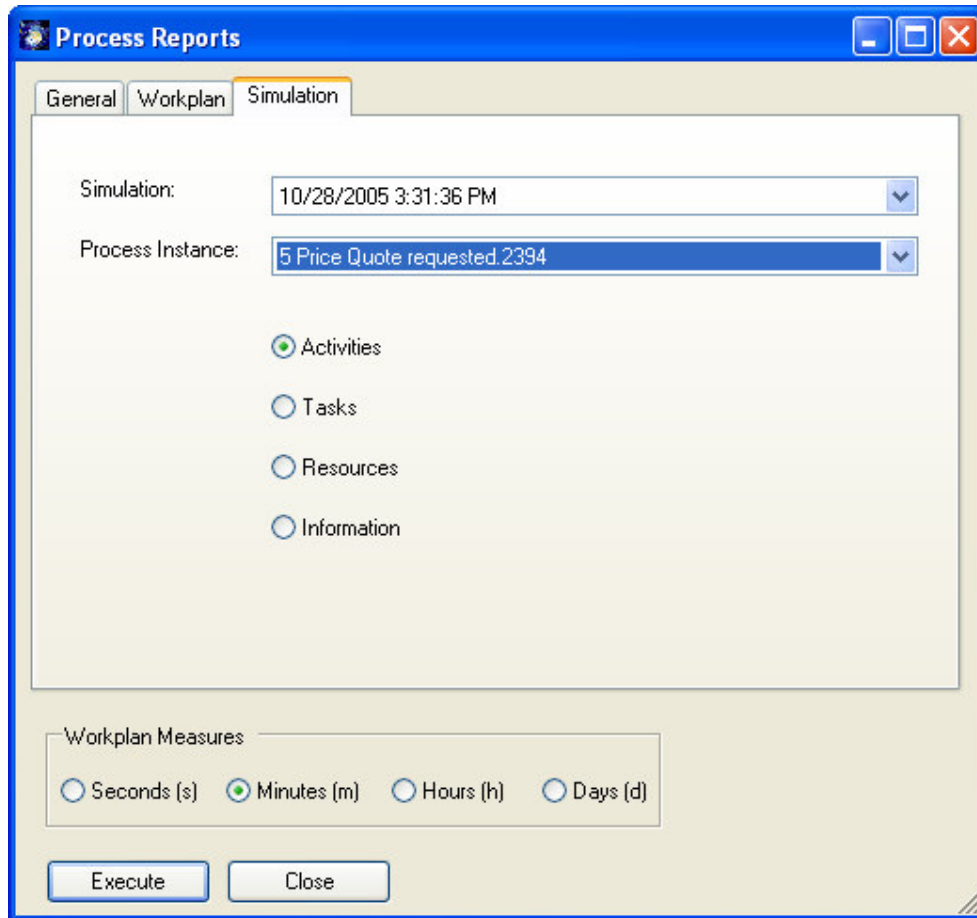 Process Reports
General Workplan Simulation
Simulation: 10/28/2005 3:31:36 PM
Process Instance: 5 Price Quote requested.2394
Activities
Tasks
Resources
Information
Workplan Measures
Seconds (s) Minutes (m) Hours (h) Days (d)
Execute Close